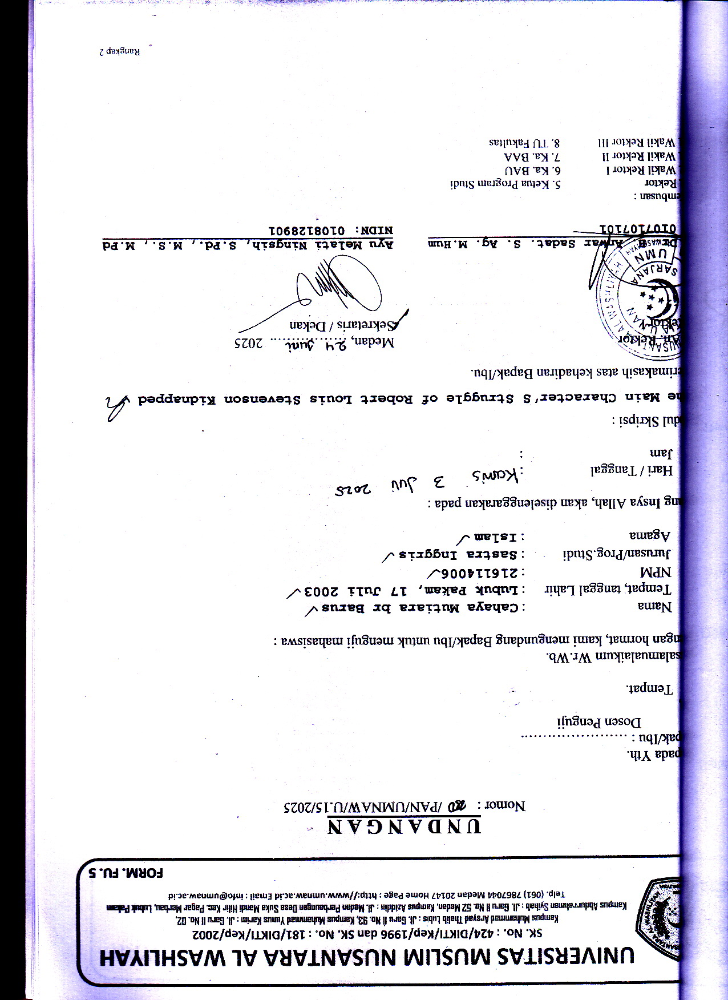 UNIVERSITAS MUSLIM NUSANTARA AL WASHLIYAH
SK. No. : 424/DIKTI/Kep/1996 dan SK. No. : 181/DIKTI/Kep/2002
Kampus Muhammad Arsyad Thalib Lubis : Jl. Garu II No. 93, Kampus Muhammad Yunus Karim : Jl. Garu II No. 02,
Kampus Abdurrahman Syihab : Jl. Garu II No. 52 Medan, Kampus Aziddin : Jl. Medan Perbaungan Desa Suka Mandi Hilir Kec. Pagar Merbau, Lubuk Pakam
Telp. (061) 7867044 Medan 20147 Home Page : http://www.umnaw.ac.id Email : info@umnaw.ac.id
FORM. FU. 5
UNDANGAN
Nomor : /PAN/UMNAW/U.15/2025
pada Yth.
pak/Ibu : ........................
Dosen Penguji
Tempat.
salamualaikum Wr.Wb.
ngan hormat, kami mengundang Bapak/Ibu untuk menguji mahasiswa :
Nama : Cahaya Mutiara br Barus
Tempat, tanggal Lahir : Lubuk Pakam, 17 Juli 2003
NPM : 216114006
Jurusan/Prog.Studi : Sastra Inggris
Agama : Islam
ng Insya Allah, akan diselenggarakan pada :
Hari / Tanggal : Kamis 3 Juli 2025
Jam :
dul Skripsi :
he Main Character'S Struggle of Robert Louis Stevenson Kidnapped
erimakasih atas kehadiran Bapak/Ibu.
An. Rektor
Medan, 24 Juni 2025
Sekretaris / Dekan
Anwar Sadat. S. Ag. M.Hum
Ayu Melati Ningsih, S.Pd., M.S., M.Pd
0107107101
NIDN: 0108128901
embusan :
Rektor
5. Ketua Program Studi
Wakil Rektor I
6. Ka. BAU
Wakil Rektor II
7. Ka. BAA
Wakil Rektor III
8. TU Fakultas
Rangkap 2